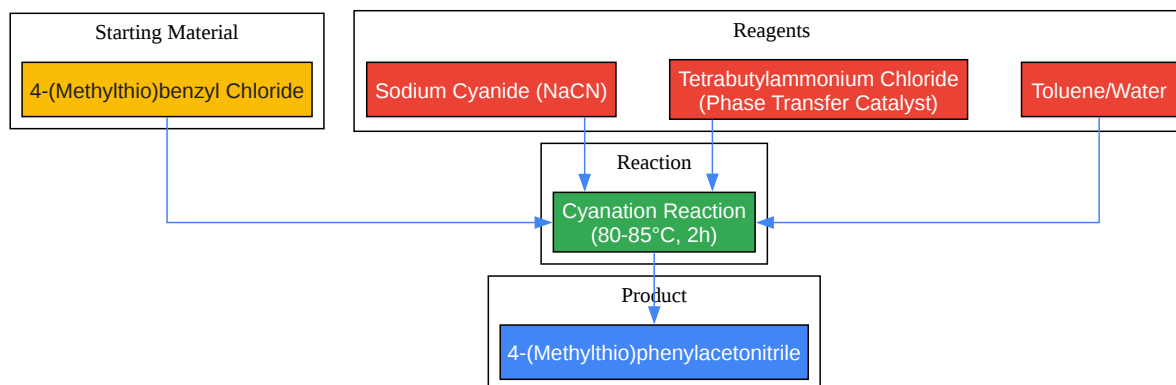 Starting Material
4-(Methylthio)benzyl Chloride
Reagents
Sodium Cyanide (NaCN)
Tetrabutylammonium Chloride
(Phase Transfer Catalyst)
Toluene/Water
Reaction
Cyanation Reaction
(80-85°C, 2h)
Product
4-(Methylthio)phenylacetonitrile